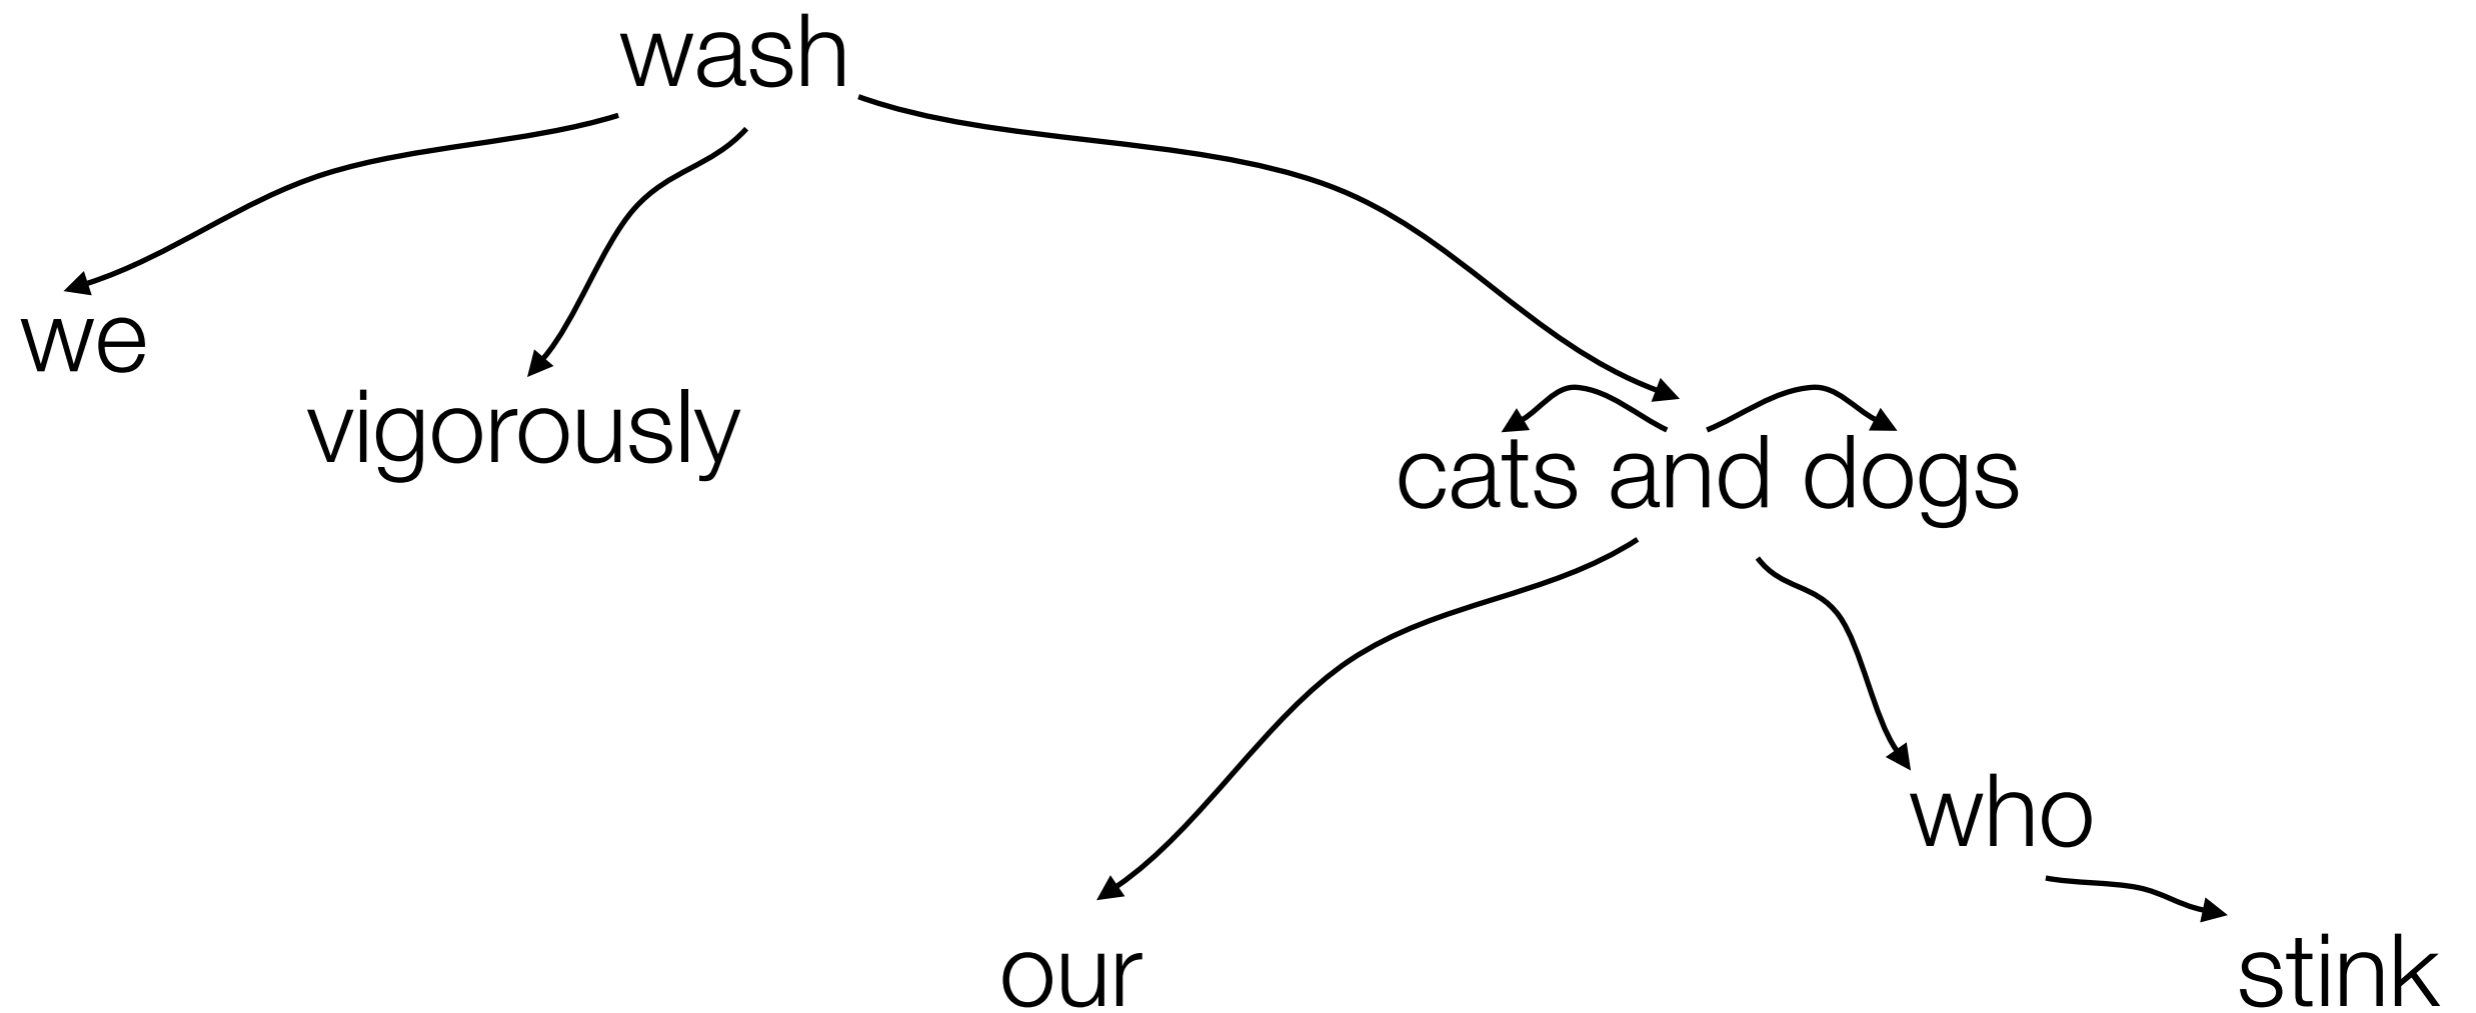 wash
we
vigorously
cats and dogs
who
our
stink